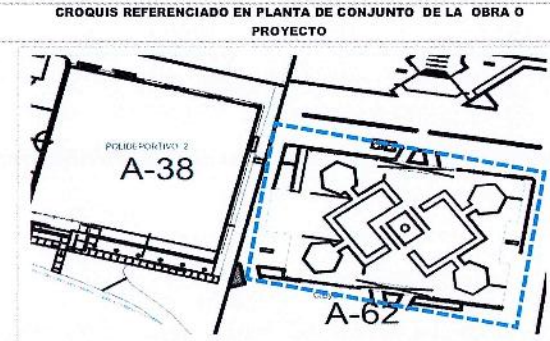 CROQUIS REFERENCIADO EN PLANTA DE CONJUNTO DE LA OBRA O
PROYECTO
POLIDEPORTIVO 2
A-38
A-62